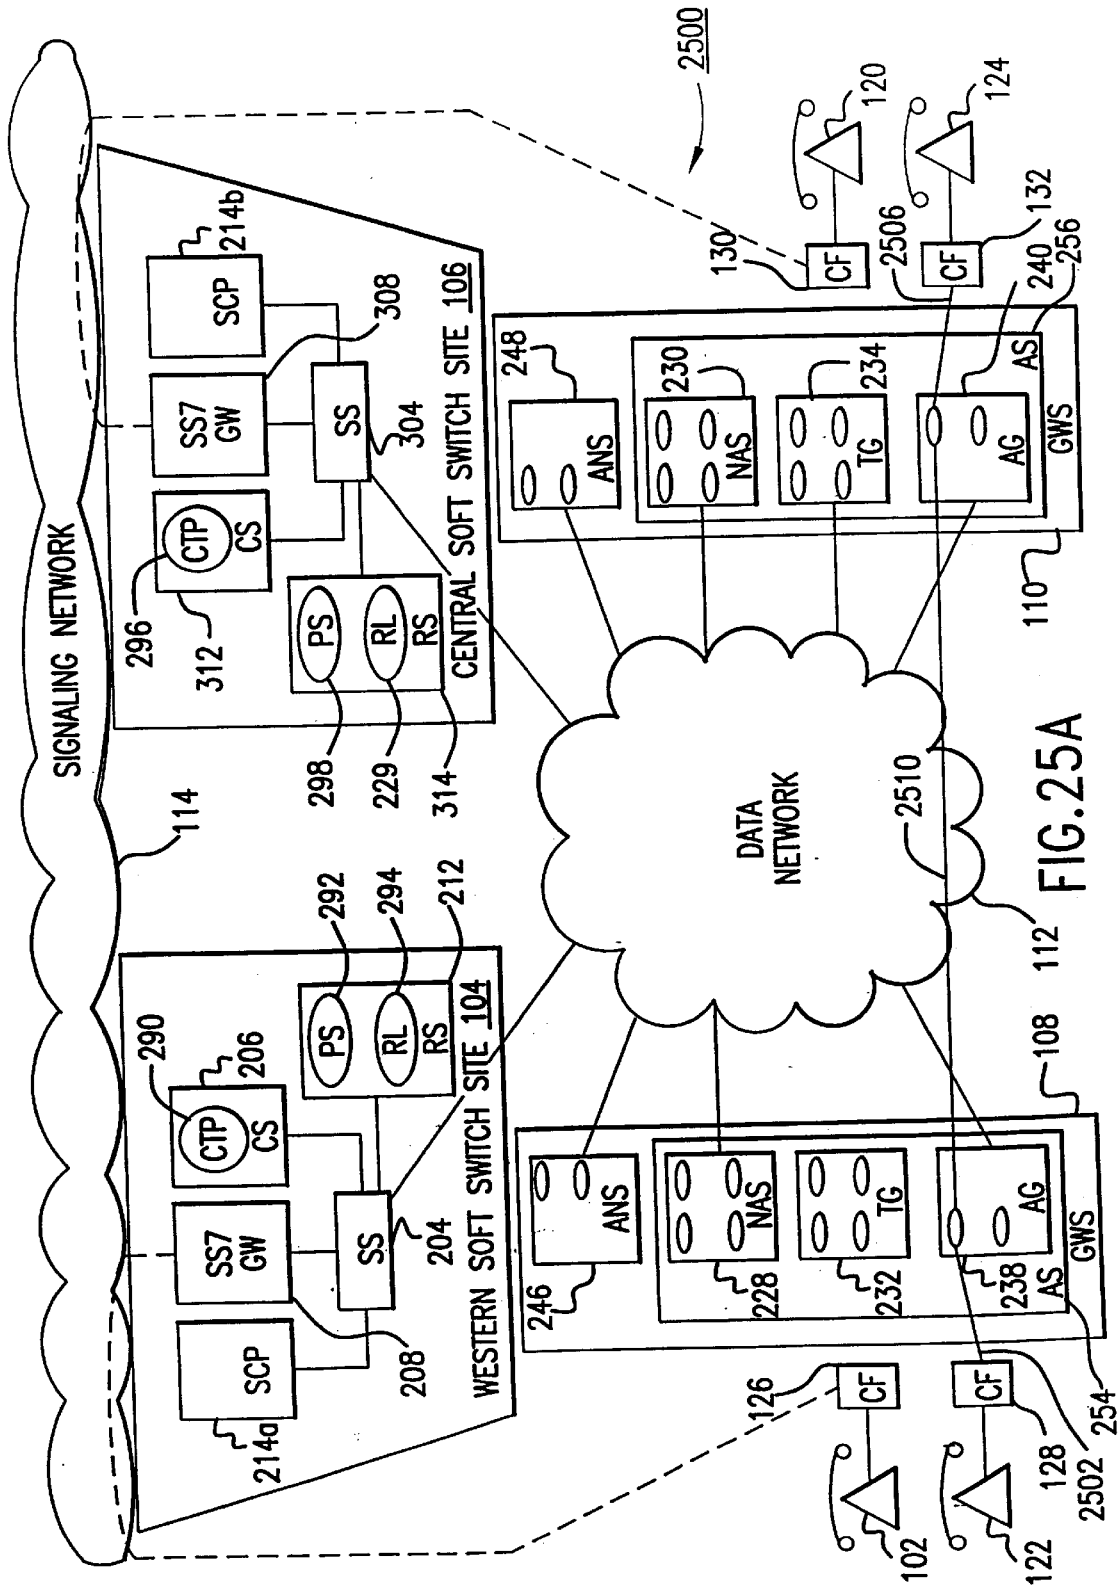 SIGNALING NETWORK
114
2500
214a
SCP
SS7
GW
208
290
CTP
CS
206
SS
204
PS
RL
RS
292
294
212
WESTERN SOFT SWITCH SITE 104
296
CTP
CS
312
SS7
GW
308
SCP
214b
SS
304
PS
RL
RS
298
229
314
CENTRAL SOFT SWITCH SITE 106
126
CF
102
CF
128
122
2502
254
246
ANS
228
NAS
232
TG
238
AG
AS
GWS
108
DATA
NETWORK
112
2510
248
ANS
230
NAS
234
TG
240
AG
AS
256
GWS
110
130
CF
120
2506
CF
132
124
FIG.25A